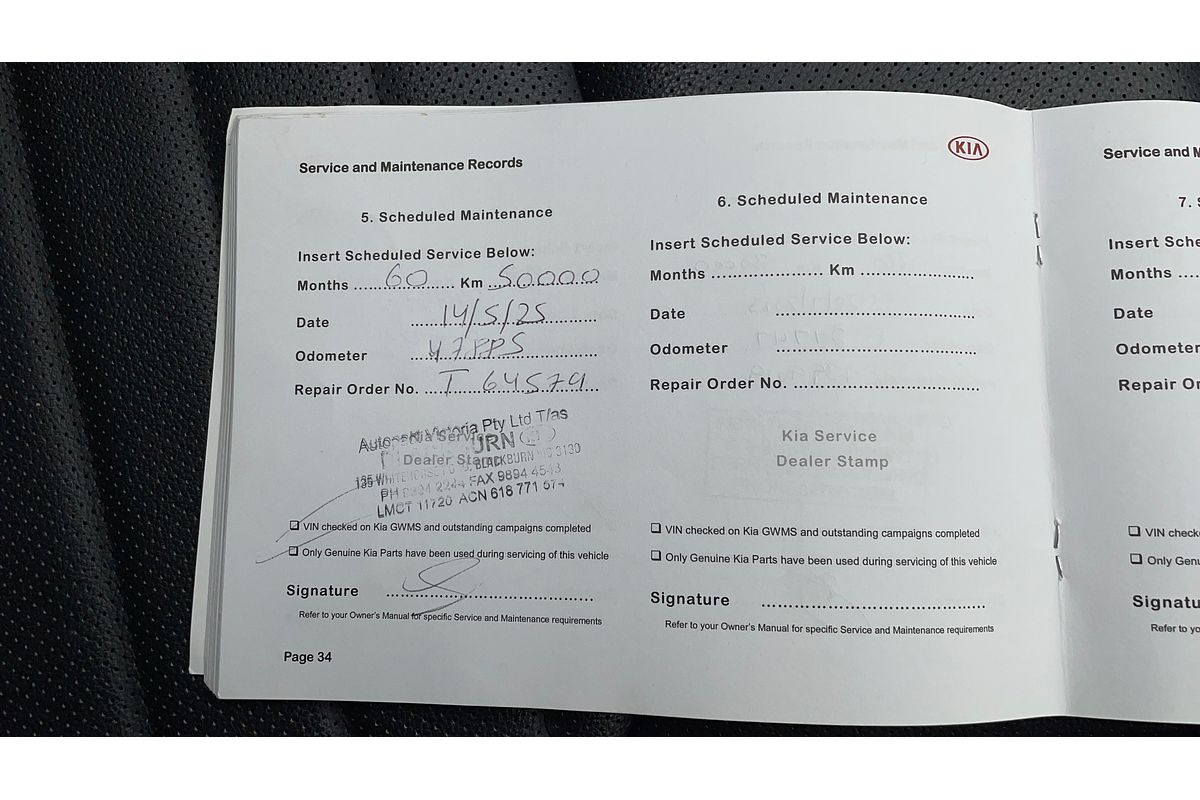 Service and Maintenance Records
KIA
5. Scheduled Maintenance
Insert Scheduled Service Below:
Months 60 Km 50000
Date 14/5/25
Odometer
Repair Order No. T 64579
Victoria Pty Ltd T/as
Kia Service
Dealer Stamp
BLACKBURN 3130
PH FAX 9894
LMCT 11720 ACN 618 771
VIN checked on Kia GWMS and outstanding campaigns completed
Only Genuine Kia Parts have been used during servicing of this vehicle
Signature
Refer to your Owner's Manual for specific Service and Maintenance requirements
Page 34
6. Scheduled Maintenance
Insert Scheduled Service Below:
Months Km
Date
Odometer
Repair Order No.
Kia Service
Dealer Stamp
VIN checked on Kia GWMS and outstanding campaigns completed
Only Genuine Kia Parts have been used during servicing of this vehicle
Signature
Refer to your Owner's Manual for specific Service and Maintenance requirements
Service and
7.
Insert
Months
Date
Odometer
Repair
VIN
Only
Refer to